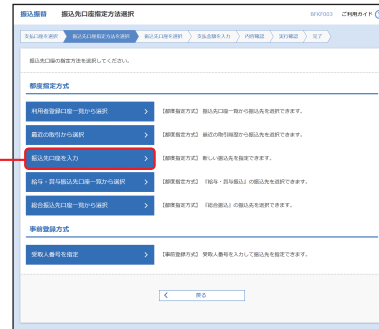 振込振替 振込先口座指定方法選択 BFKF003 ご利用ガイド
支払口座を選択 振込先口座指定方法を選択 振込先口座を選択 支払金額を入力 内容確認 実行確認 完了
振込先口座の指定方法を選択してください。
都度指定方式
利用者登録口座一覧から選択 【都度指定方式】 振込先口座一覧から振込先を選択できます。
最近の取引から選択 【都度指定方式】 最近の取引履歴から振込先を選択できます。
振込先口座を入力 【都度指定方式】 新しい振込先を指定できます。
給与・賞与振込先口座一覧から選択 【都度指定方式】 「給与・賞与振込」の振込先を選択できます。
総合振込先口座一覧から選択 【都度指定方式】 「総合振込」の振込先を選択できます。
事前登録方式
受取人番号を指定 【事前登録方式】 受取人番号を入力して振込先を指定できます。
戻る